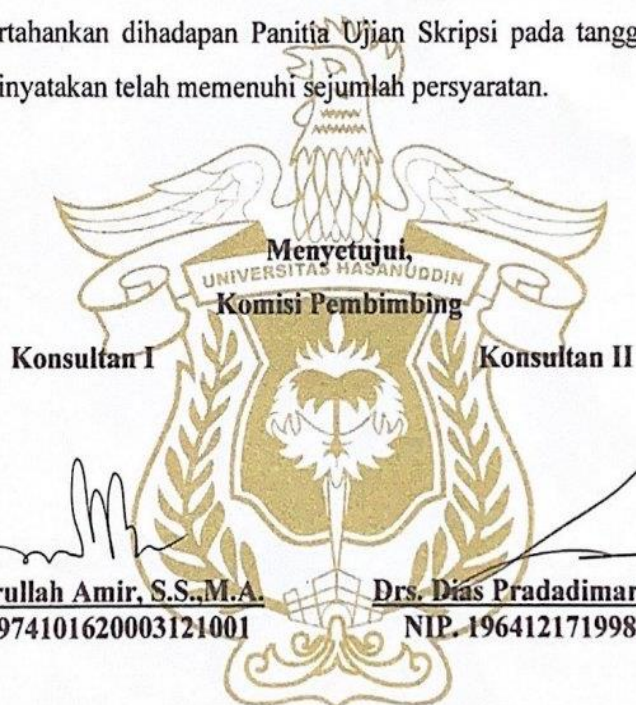 ertahankan dihadapan Panitia Ujian Skripsi pada tangg
inyatakan telah memenuhi sejumlah persyaratan.
Menyetujui,
UNIVERSITAS HASANUDDIN
Komisi Pembimbing
Konsultan I Konsultan II
rullah Amir, S.S.,M.A. Drs. Dias Pradadimar
974101620003121001 NIP. 196412171998